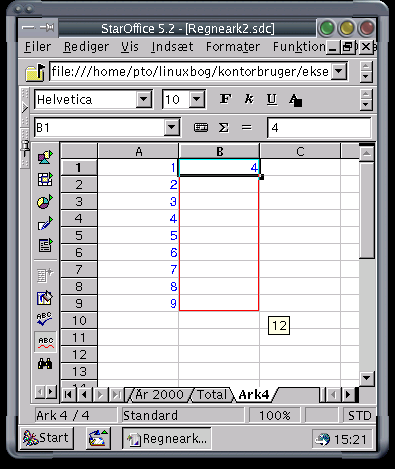 StarOffice 5.2 - [Regneark2.sdc]
Filer Rediger Vis Indsæt Formater Funktion
file:///home/pto/linuxbog/kontorbruger/ekse
Helvetica 10 F k U A
B1 Σ = 4
A B C
1 1 4
2 2
3 3
4 4
5 5
6 6
7 7
8 8
9 9
10
11
12
12
13
14
År 2000 Total Ark4
Ark 4 / 4 Standard 100% STD
Start Regneark... 15:21